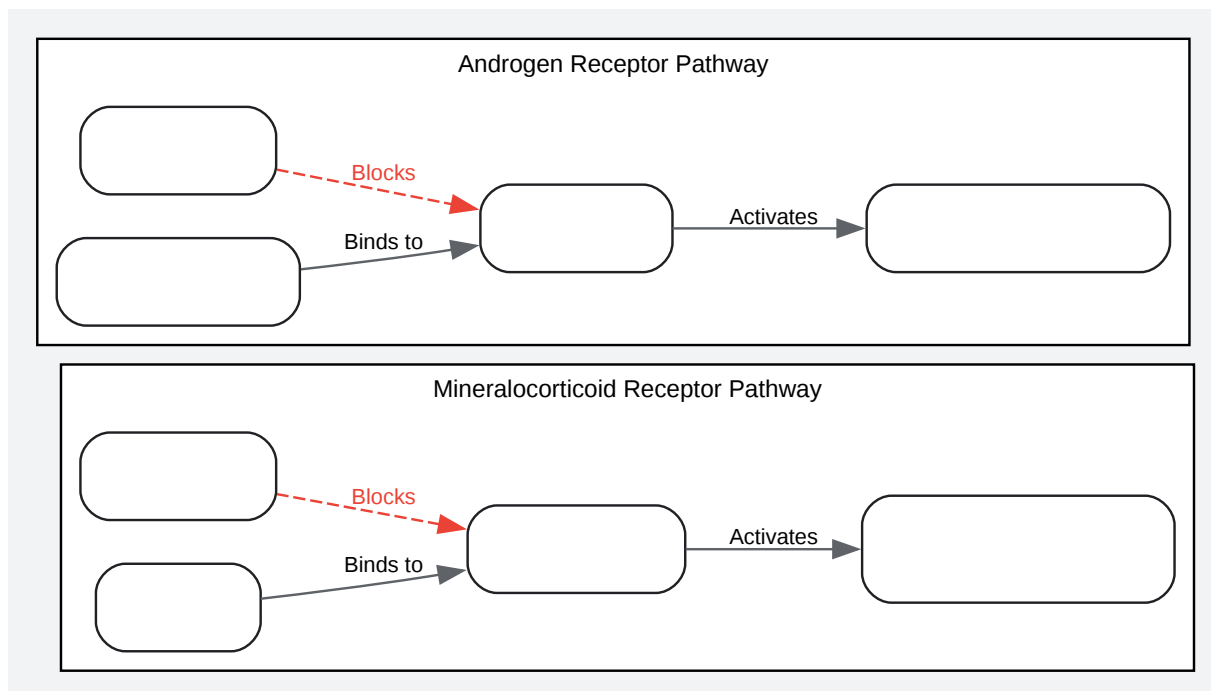 Androgen Receptor Pathway
Blocks
Binds to
Activates
Mineralocorticoid Receptor Pathway
Blocks
Binds to
Activates